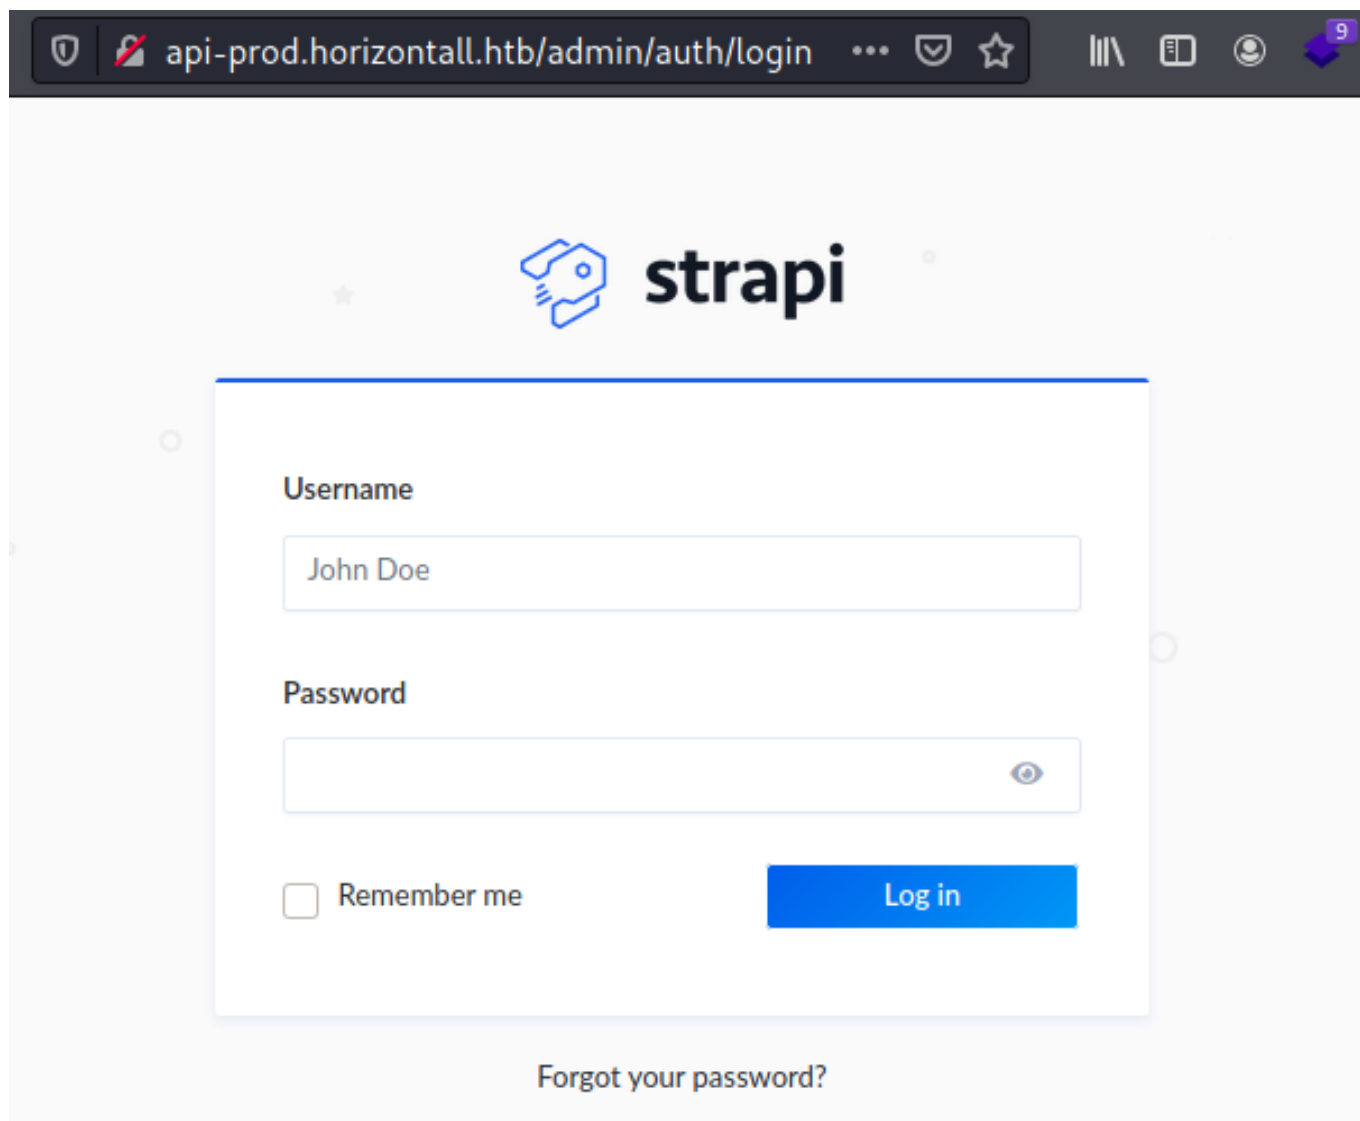 api-prod.horizontall.htb/admin/auth/login
9
strapi
Username
John Doe
Password
Remember me
Log in
Forgot your password?